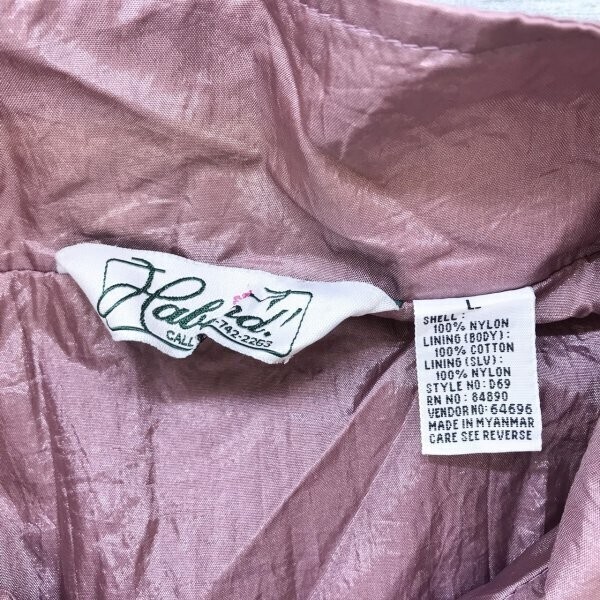 CALL
-742-2263
L
SHELL :
100% NYLON
LINING (BODY) :
100% COTTON
LINING (SLV) :
100% NYLON
STYLE NO : D69
RN NO : 84890
VENDOR NO: 64696
MADE IN MYANMAR
CARE SEE REVERSE